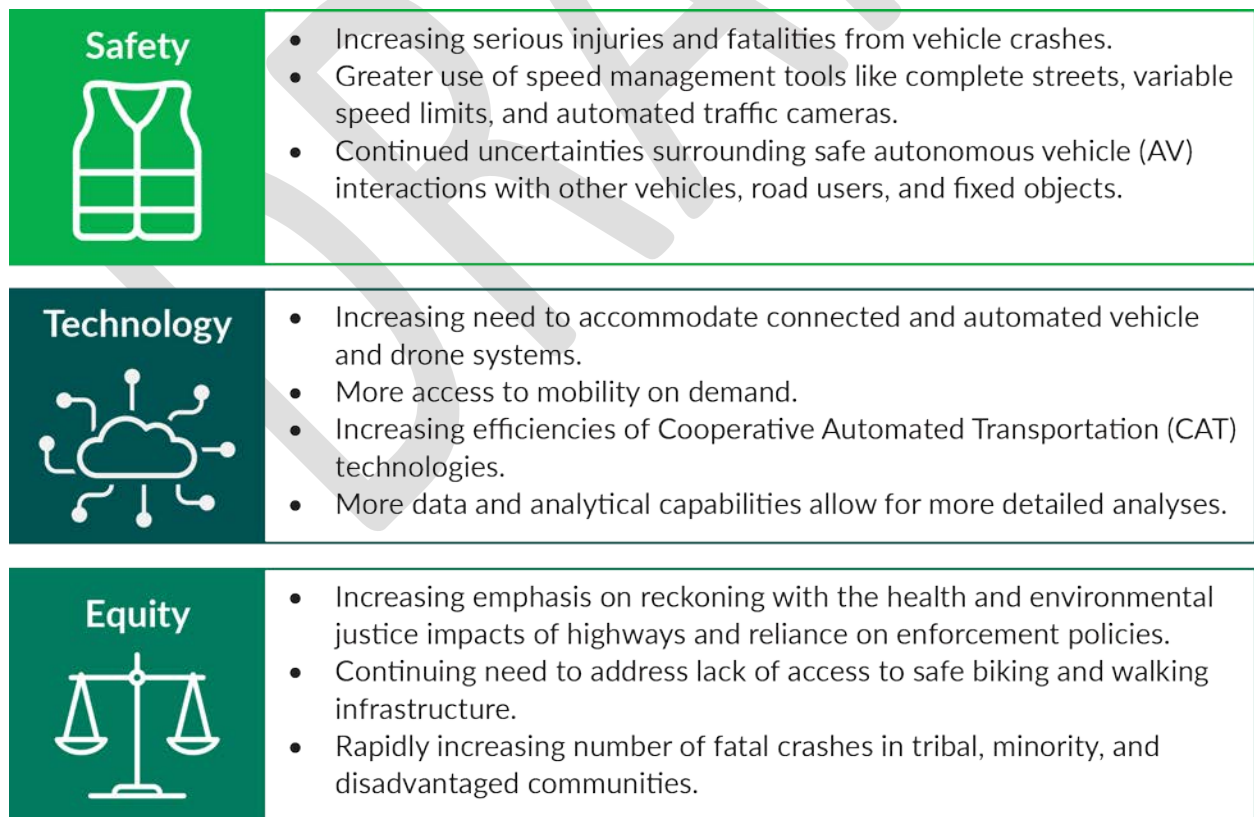 Safety
• Increasing serious injuries and fatalities from vehicle crashes.
• Greater use of speed management tools like complete streets, variable
speed limits, and automated traffic cameras.
• Continued uncertainties surrounding safe autonomous vehicle (AV)
interactions with other vehicles, road users, and fixed objects.
Technology
• Increasing need to accommodate connected and automated vehicle
and drone systems.
• More access to mobility on demand.
• Increasing efficiencies of Cooperative Automated Transportation (CAT)
technologies.
• More data and analytical capabilities allow for more detailed analyses.
Equity
• Increasing emphasis on reckoning with the health and environmental
justice impacts of highways and reliance on enforcement policies.
• Continuing need to address lack of access to safe biking and walking
infrastructure.
• Rapidly increasing number of fatal crashes in tribal, minority, and
disadvantaged communities.